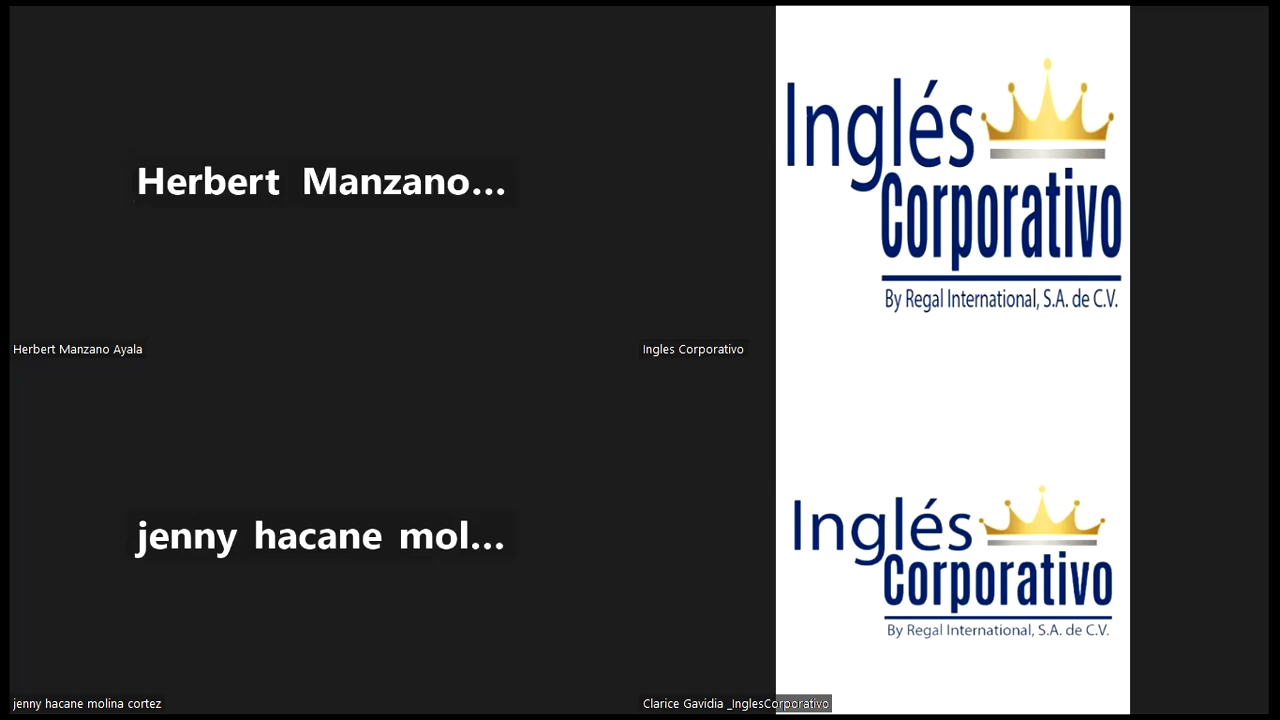 Herbert Manzano...
Herbert Manzano Ayala
Inglés
Corporativo
By Regal International, S.A. de C.V.
Ingles Corporativo
jenny hacane mol...
jenny hacane molina cortez
Inglés
Corporativo
By Regal International, S.A. de C.V.
Clarice Gavidia _InglesCorporativo